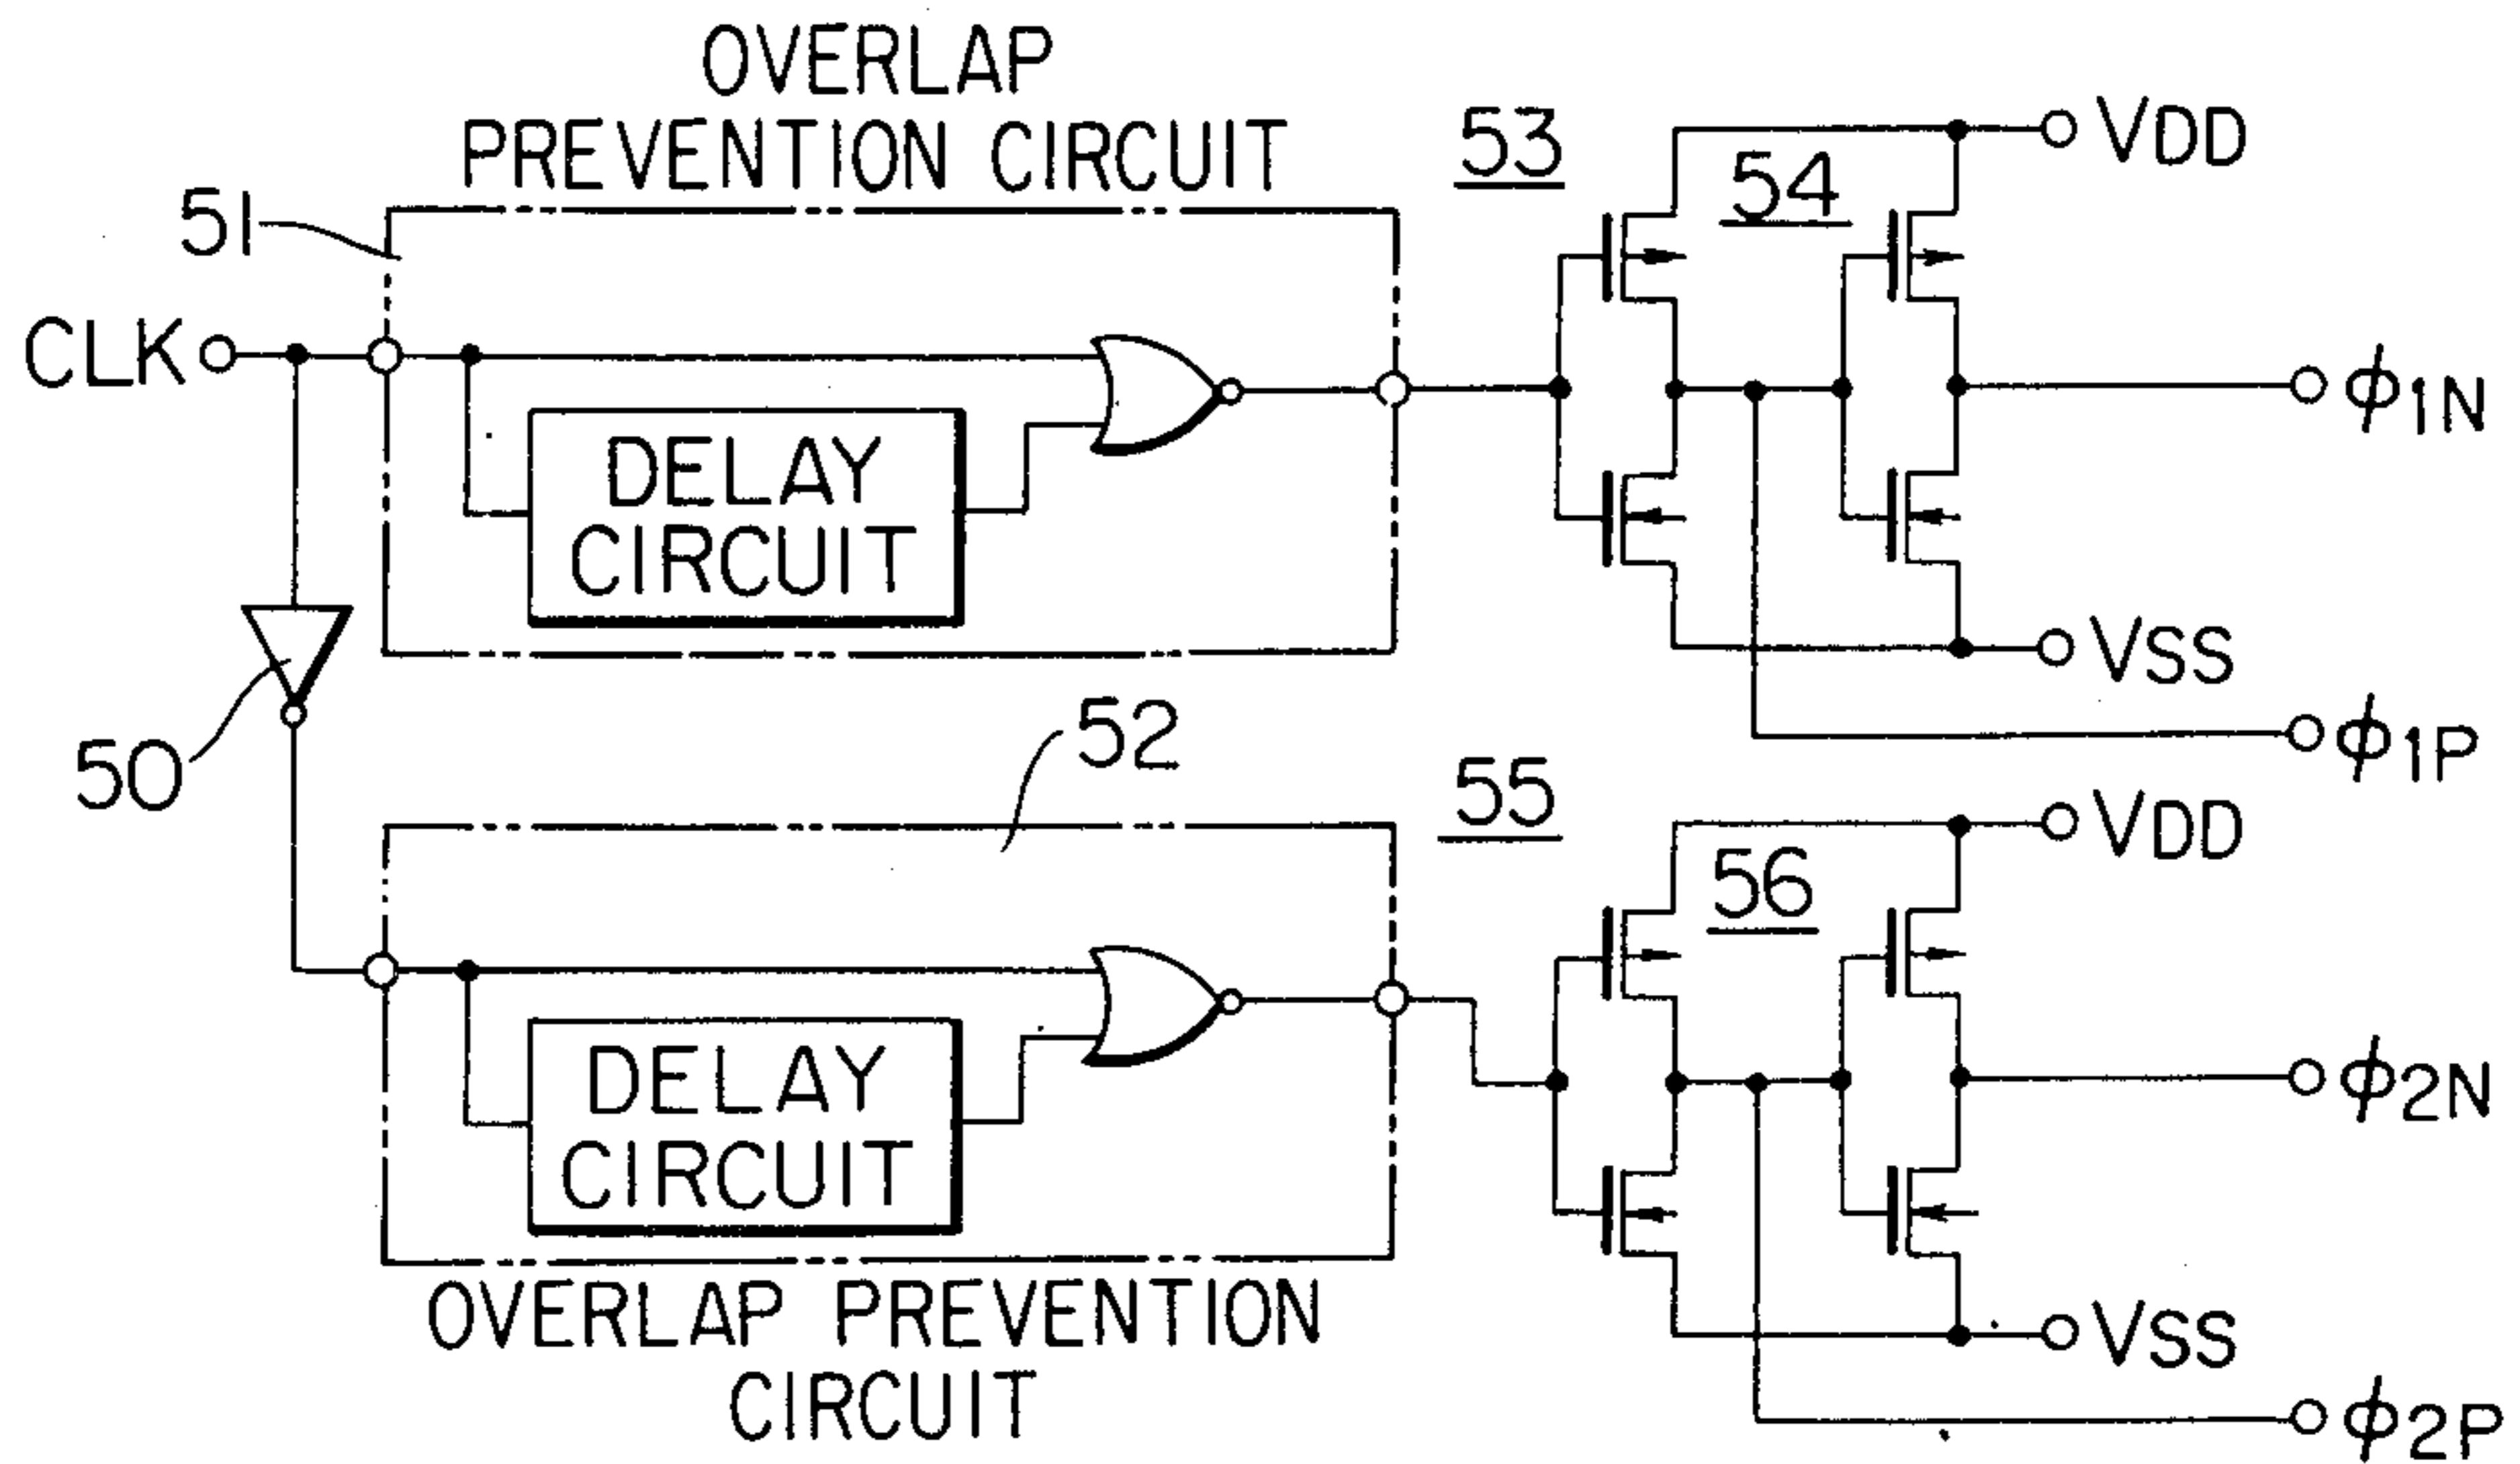 OVERLAP
PREVENTION CIRCUIT
51
53
54
VDD
CLK
DELAY
CIRCUIT
ϕ1N
VSS
50
52
ϕ1P
55
56
VDD
DELAY
CIRCUIT
ϕ2N
OVERLAP PREVENTION
CIRCUIT
VSS
ϕ2P